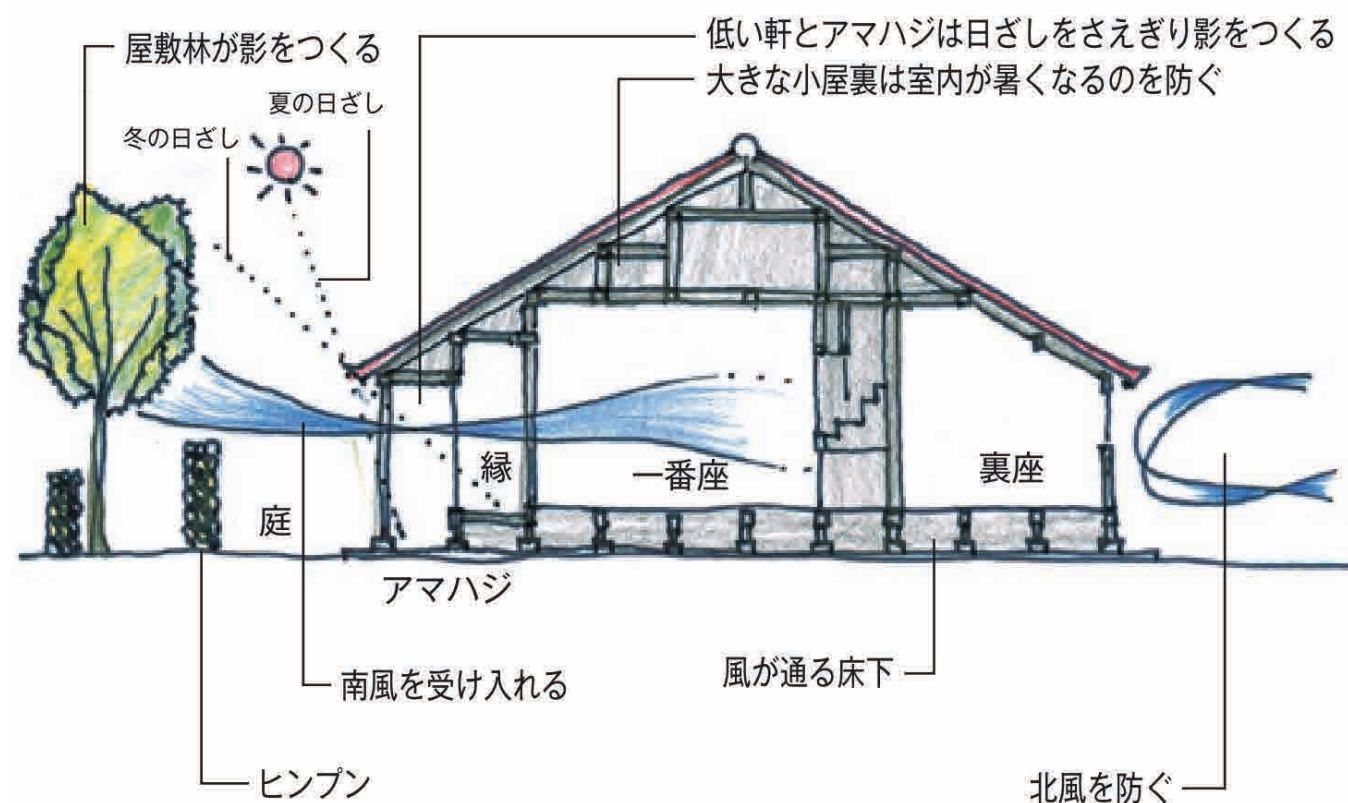 低い軒とアマハジは日ざしをさえぎり影をつくる
屋敷林が影をつくる
大きな小屋裏は室内が暑くなるのを防ぐ
夏の日ざし
冬の日ざし
縁
一番座
裏座
庭
アマハジ
南風を受け入れる
風が通る床下
ヒンプン
北風を防ぐ